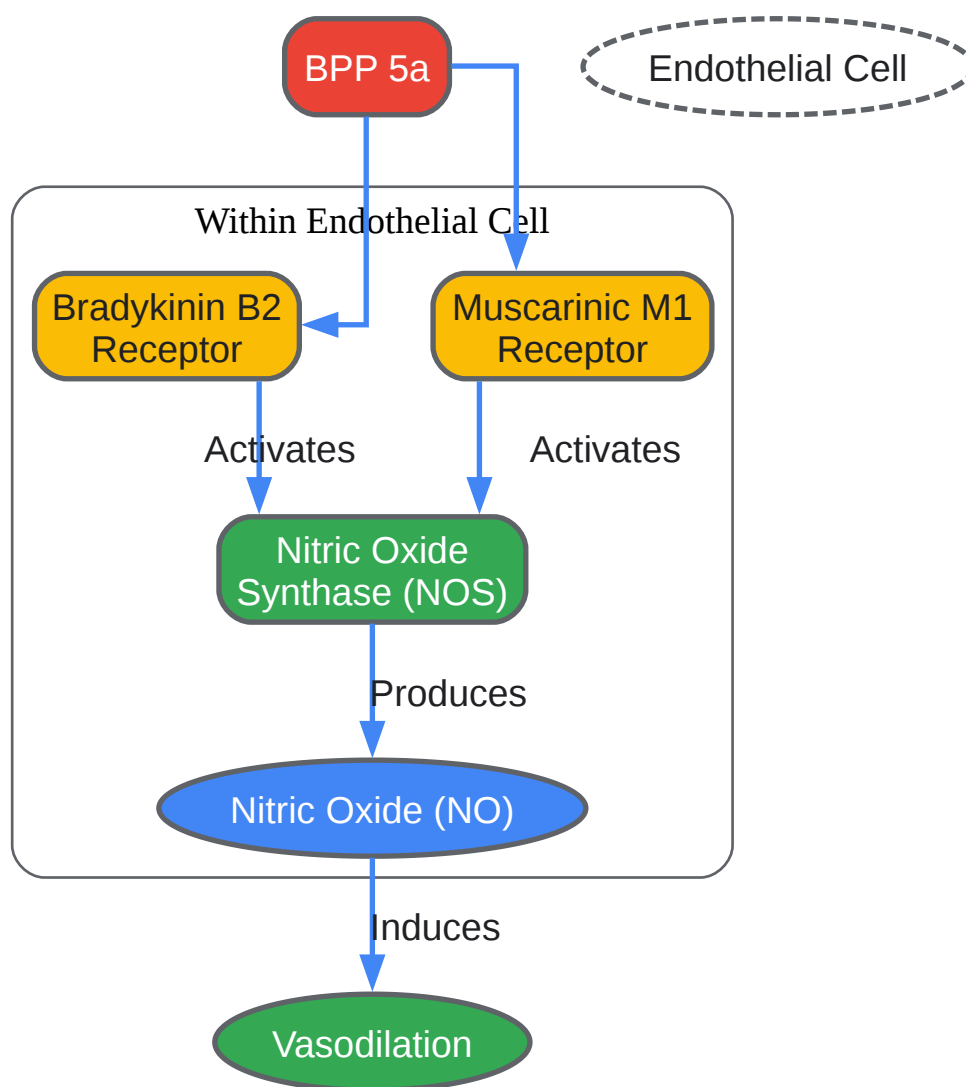 BPP 5a
Endothelial Cell
Within Endothelial Cell
Bradykinin B2
Receptor
Muscarinic M1
Receptor
Activates
Activates
Nitric Oxide
Synthase (NOS)
Produces
Nitric Oxide (NO)
Induces
Vasodilation